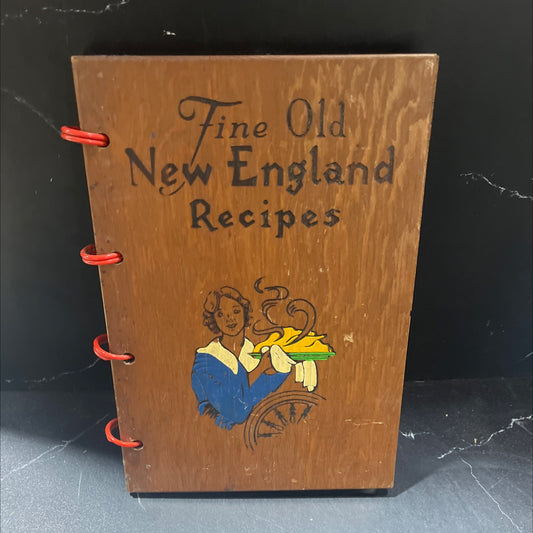 Fine Old
New England
Recipes